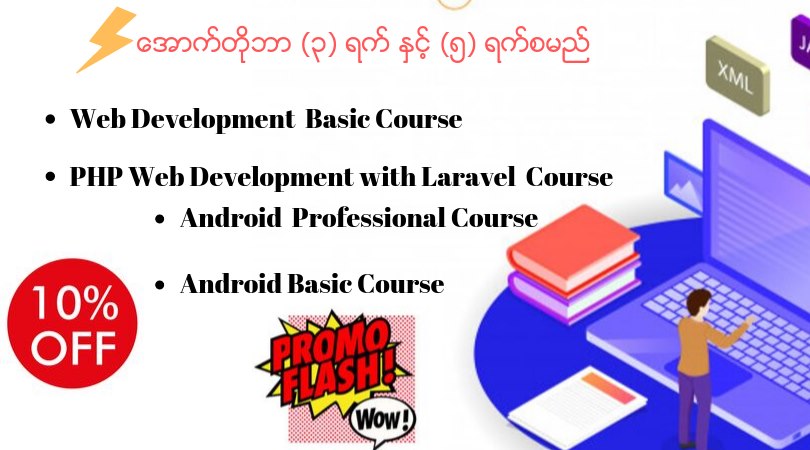 အောက်တိုဘာ (၃) ရက် နှင့် (၅) ရက်စမည်
XML
JA
• Web Development Basic Course
• PHP Web Development with Laravel Course
• Android Professional Course
• Android Basic Course
10%
OFF
PROMO
FLASH!
Wow!